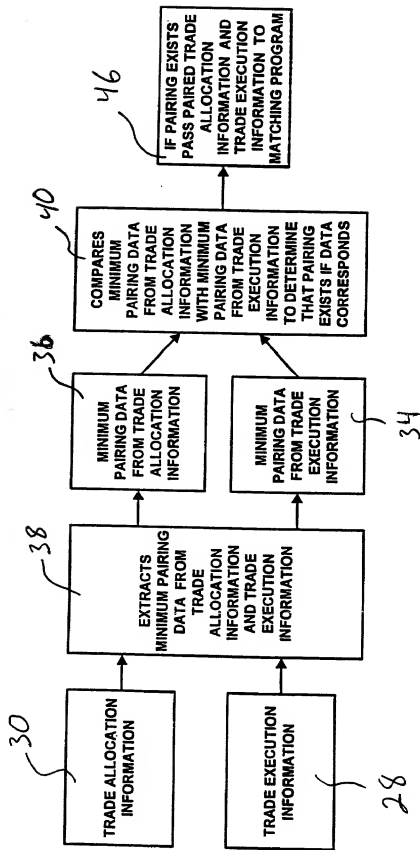 30
TRADE ALLOCATION
INFORMATION
28
TRADE EXECUTION
INFORMATION
38
EXTRACTS
MINIMUM PAIRING
DATA FROM
TRADE
ALLOCATION
INFORMATION
AND TRADE
EXECUTION
INFORMATION
36
MINIMUM
PAIRING DATA
FROM TRADE
ALLOCATION
INFORMATION
34
MINIMUM
PAIRING DATA
FROM TRADE
EXECUTION
INFORMATION
40
COMPARES
MINIMUM
PAIRING DATA
FROM TRADE
ALLOCATION
INFORMATION
WITH MINIMUM
PAIRING DATA
FROM TRADE
EXECUTION
INFORMATION
TO DETERMINE
THAT PAIRING
EXISTS IF DATA
CORRESPONDS
46
IF PAIRING EXISTS
PASS PAIRED TRADE
ALLOCATION
INFORMATION AND
TRADE EXECUTION
INFORMATION TO
MATCHING PROGRAM